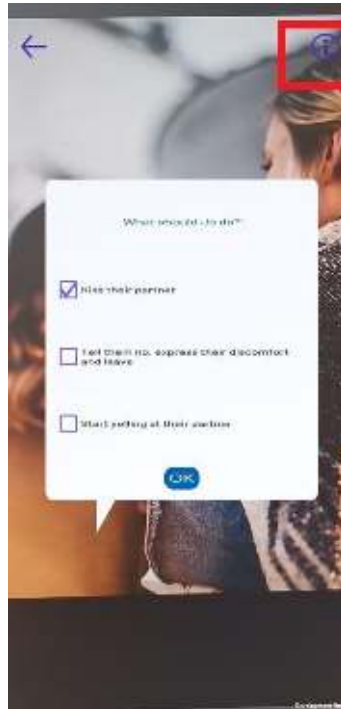 What should do?
Kiss their partner
Tell them no, express their discomfort
and leave
Start yelling at their partner
OK